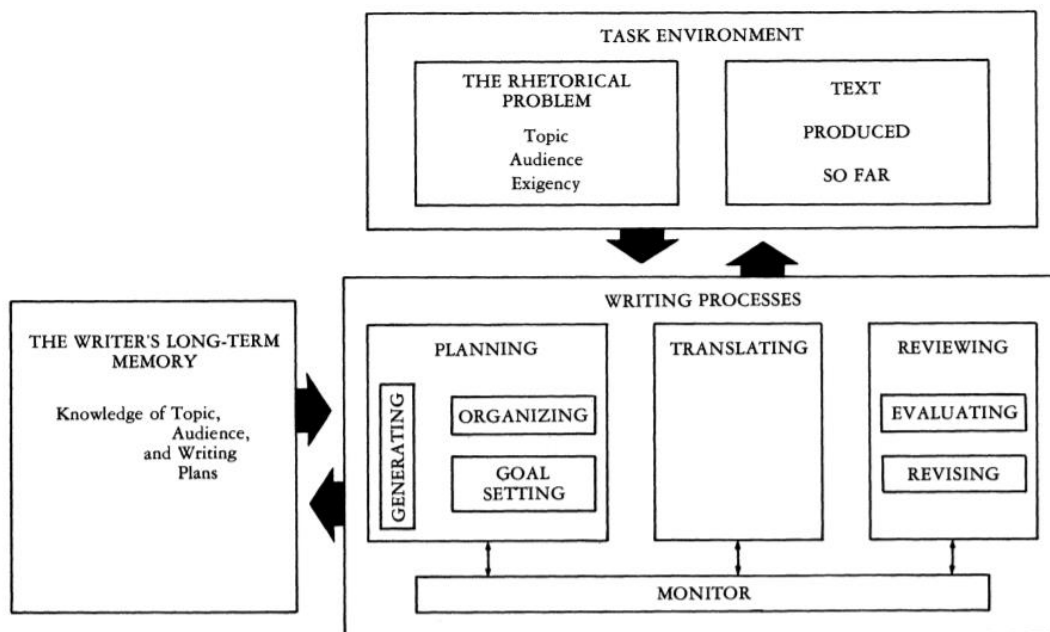 TASK ENVIRONMENT
THE RHETORICAL
PROBLEM
Topic
Audience
Exigency
TEXT
PRODUCED
SO FAR
THE WRITER'S LONG-TERM
MEMORY
Knowledge of Topic,
Audience,
and Writing
Plans
WRITING PROCESSES
PLANNING
GENERATING
ORGANIZING
GOAL
SETTING
TRANSLATING
REVIEWING
EVALUATING
REVISING
MONITOR